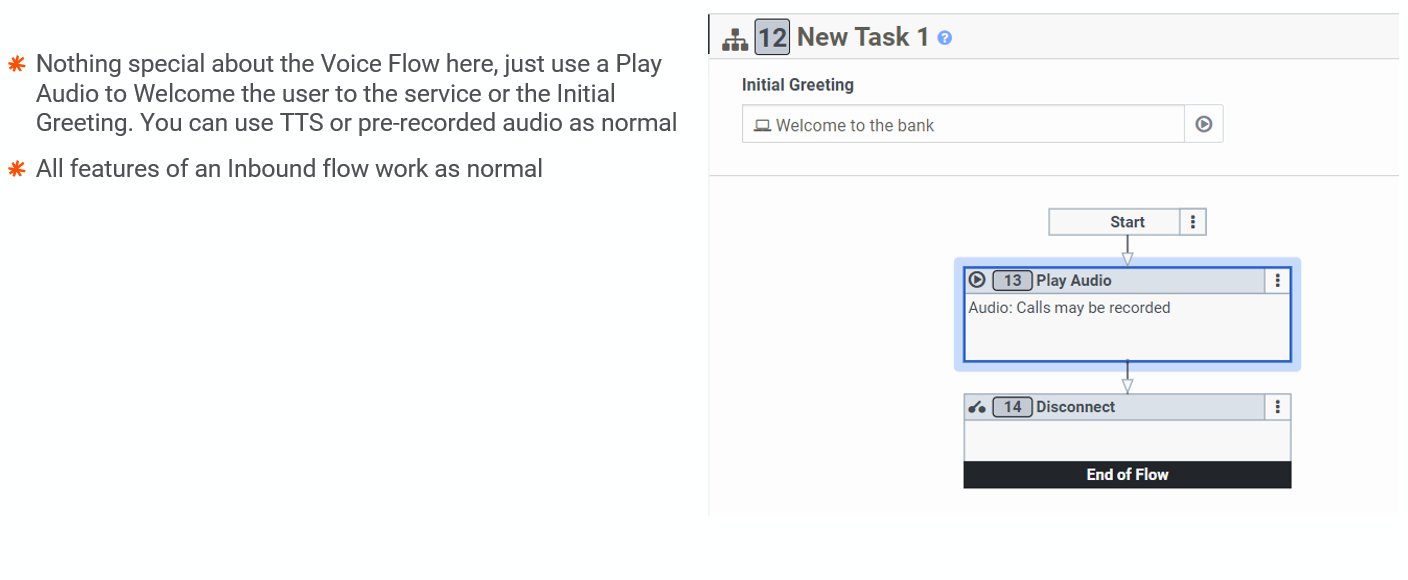 Nothing special about the Voice Flow here, just use a Play
Audio to Welcome the user to the service or the Initial
Greeting. You can use TTS or pre-recorded audio as normal
All features of an Inbound flow work as normal
12 New Task 1 ?
Initial Greeting
Welcome to the bank
Start
13 Play Audio
Audio: Calls may be recorded
14 Disconnect
End of Flow